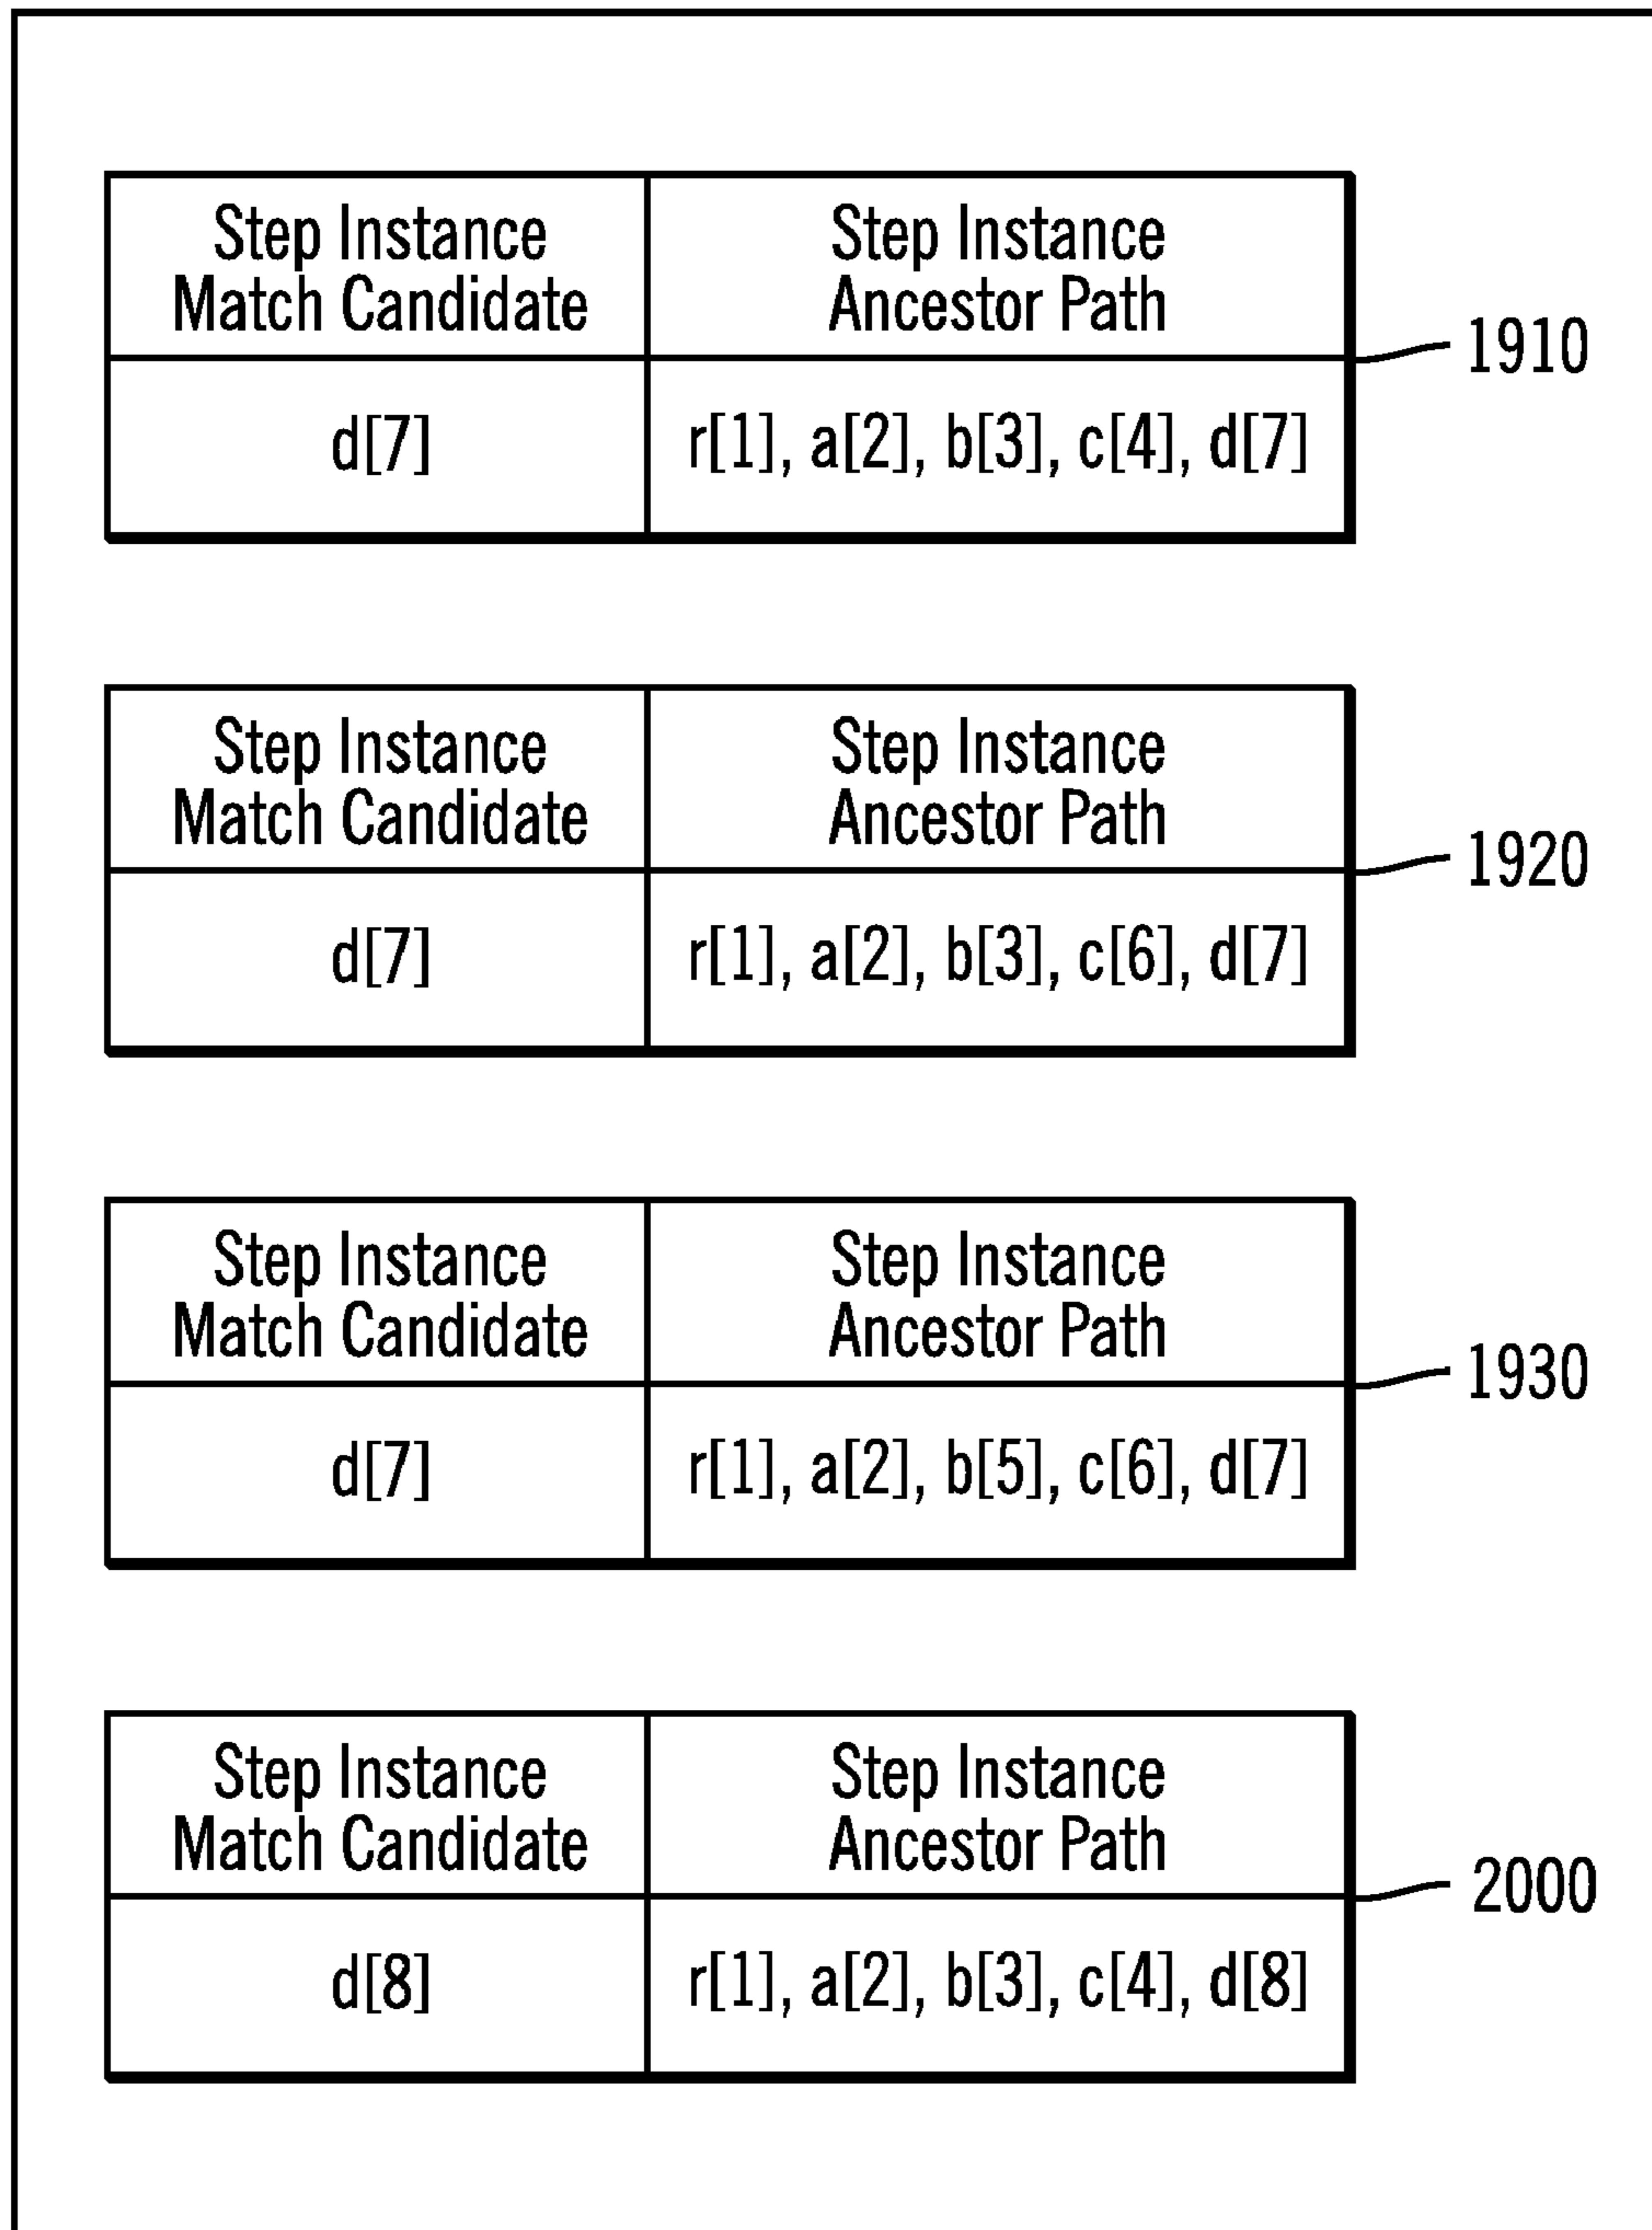 Step Instance Match Candidate
Step Instance Ancestor Path
1910
d[7]
r[1], a[2], b[3], c[4], d[7]
Step Instance Match Candidate
Step Instance Ancestor Path
1920
d[7]
r[1], a[2], b[3], c[6], d[7]
Step Instance Match Candidate
Step Instance Ancestor Path
1930
d[7]
r[1], a[2], b[5], c[6], d[7]
Step Instance Match Candidate
Step Instance Ancestor Path
2000
d[8]
r[1], a[2], b[3], c[4], d[8]